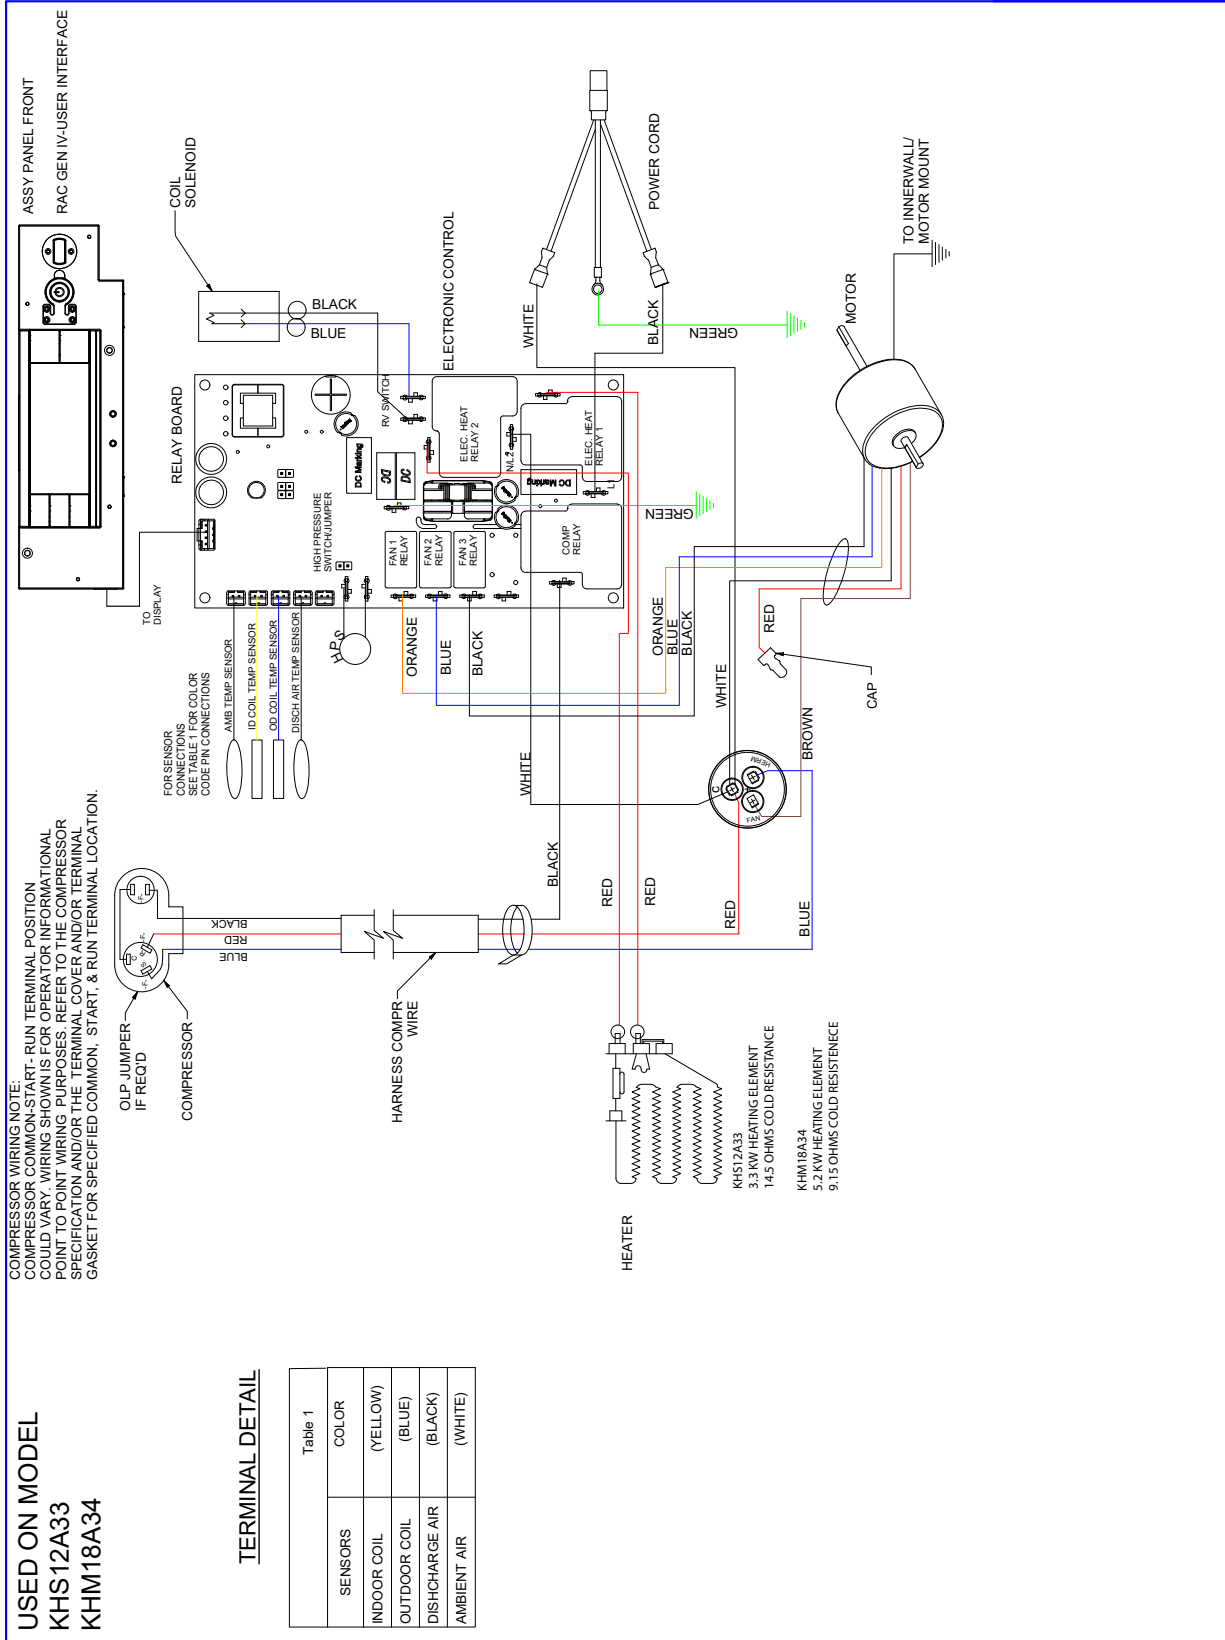 USED ON MODEL
KHS12A33
KHM18A34
TERMINAL DETAIL
Table 1
SENSORS COLOR
INDOOR COIL (YELLOW)
OUTDOOR COIL (BLUE)
DISHCHARGE AIR (BLACK)
AMBIENT AIR (WHITE)
COMPRESSOR WIRING NOTE:
COMPRESSOR COMMON-START- RUN TERMINAL POSITION
COULD VARY. WIRING SHOWN IS FOR OPERATOR INFORMATIONAL
POINT TO POINT WIRING PURPOSES. REFER TO THE COMPRESSOR
SPECIFICATION AND/OR THE TERMINAL COVER AND/OR TERMINAL
GASKET FOR SPECIFIED COMMON, START, & RUN TERMINAL LOCATION.
OLP JUMPER
IF REQ'D
COMPRESSOR
C
S
R
-F-
-F-
-F-
BLACK
RED
BLUE
HARNESS COMPR
WIRE
HEATER
KHS12A33
3.3 KW HEATING ELEMENT
14.5 OHMS COLD RESISTANCE
KHM18A34
5.2 KW HEATING ELEMENT
9.15 OHMS COLD RESISTENECE
ASSY PANEL FRONT
RAC GEN IV-USER INTERFACE
TO
DISPLAY
FOR SENSOR
CONNECTIONS
SEE TABLE 1 FOR COLOR
CODE PIN CONNECTIONS
AMB TEMP SENSOR
ID COIL TEMP SENSOR
OD COIL TEMP SENSOR
DISCH AIR TEMP SENSOR
RELAY BOARD
HIGH PRESSURE
SWITCH/JUMPER
H.P.S
COIL
SOLENOID
BLACK
BLUE
RV SWITCH
DC Marking
DC
DC
DC Marking
ELECTRONIC CONTROL
ELEC. HEAT
RELAY 2
N/L2
ELEC. HEAT
RELAY 1
L1
FAN 1
RELAY
FAN 2
RELAY
FAN 3
RELAY
COMP
RELAY
ORANGE
BLUE
BLACK
WHITE
BLACK
RED
RED
GREEN
POWER CORD
WHITE
BLACK
GREEN
TO INNERWALL/
MOTOR MOUNT
MOTOR
ORANGE
BLUE
BLACK
WHITE
RED
CAP
BROWN
C
HERM
FAN
RED
BLUE